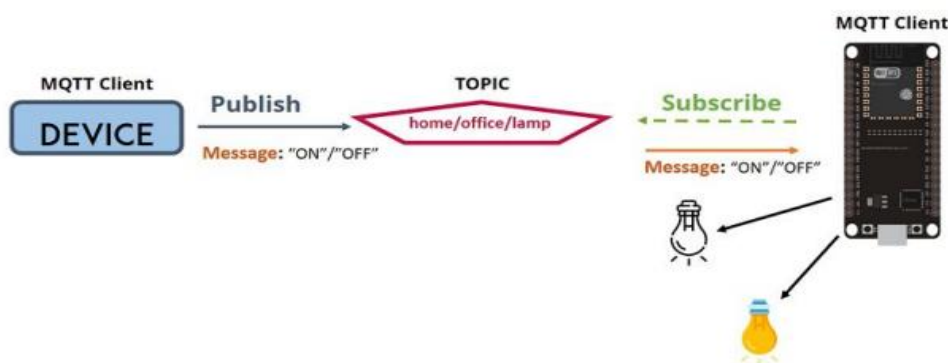 MQTT Client
MQTT Client
TOPIC
DEVICE
Publish
home/office/lamp
Subscribe
Message: "ON"/"OFF"
Message: "ON"/"OFF"